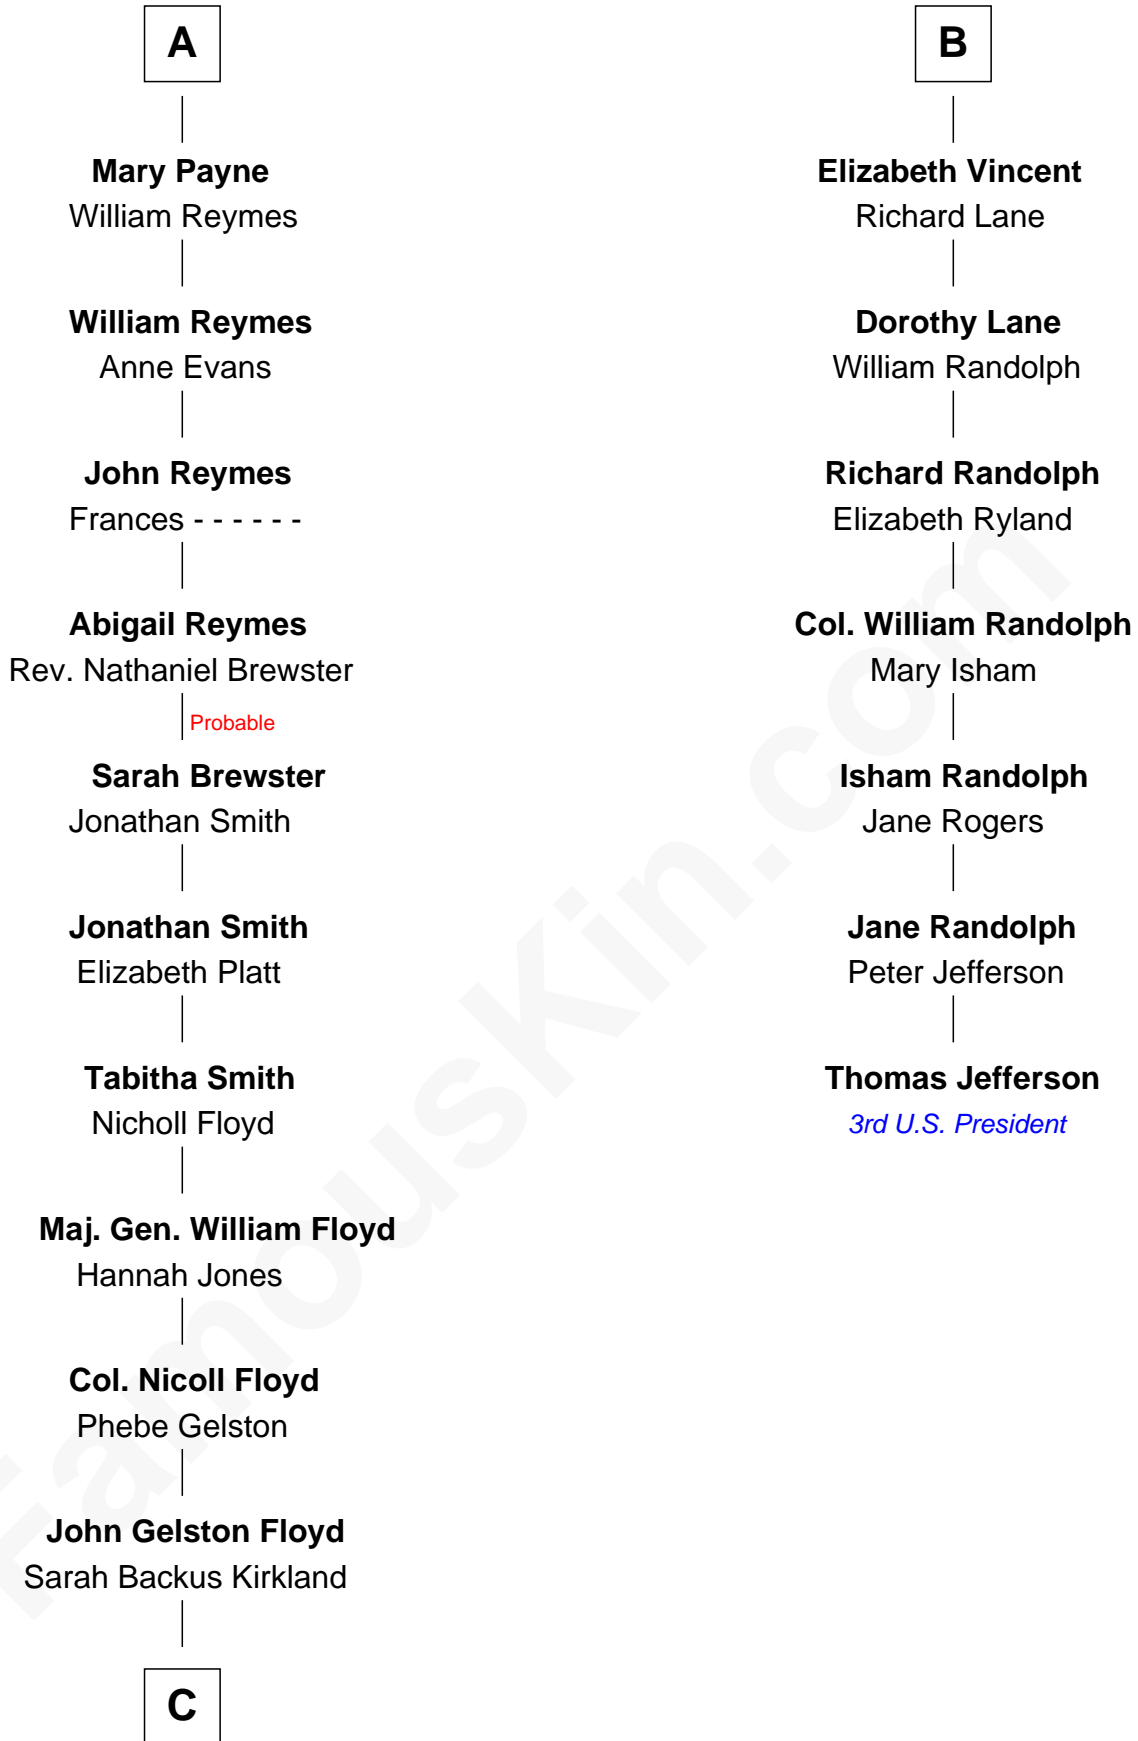 A
Mary Payne
William Reymes
William Reymes
Anne Evans
John Reymes
Frances - - - - - -
Abigail Reymes
Rev. Nathaniel Brewster
Probable
Sarah Brewster
Jonathan Smith
Jonathan Smith
Elizabeth Platt
Tabitha Smith
Nicholl Floyd
Maj. Gen. William Floyd
Hannah Jones
Col. Nicoll Floyd
Phebe Gelston
John Gelston Floyd
Sarah Backus Kirkland
C
B
Elizabeth Vincent
Richard Lane
Dorothy Lane
William Randolph
Richard Randolph
Elizabeth Ryland
Col. William Randolph
Mary Isham
Isham Randolph
Jane Rogers
Jane Randolph
Peter Jefferson
Thomas Jefferson
3rd U.S. President
FamousKin.com